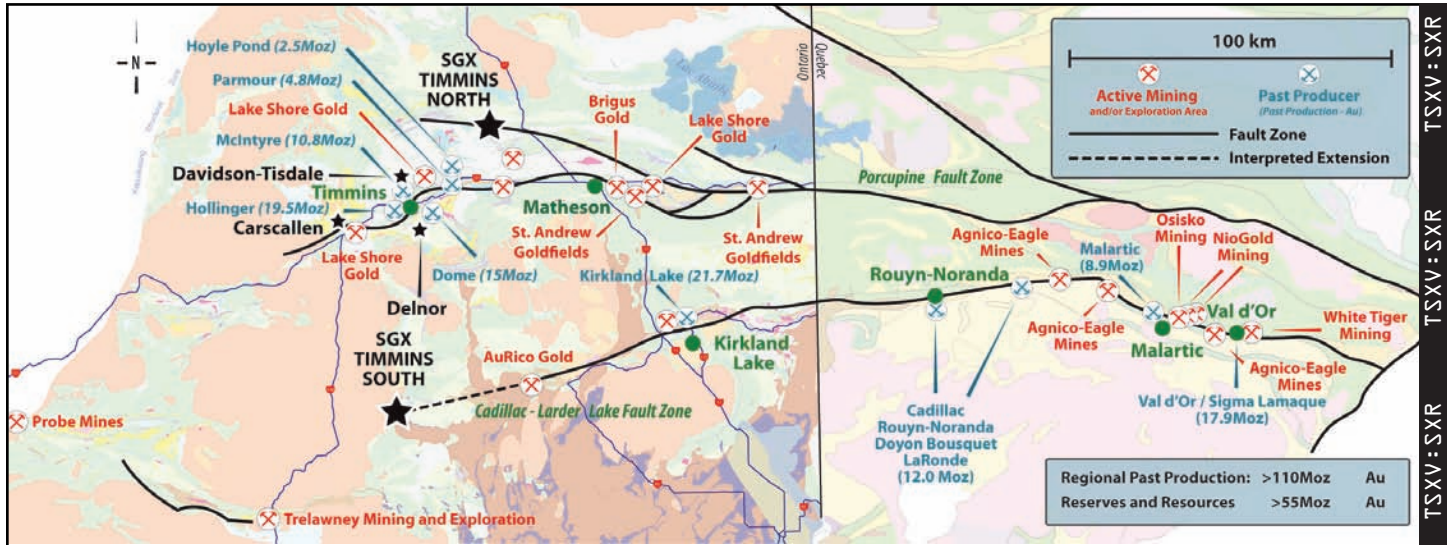 - N -
Hoyle Pond (2.5Moz)
Parmour (4.8Moz)
Lake Shore Gold
McIntyre (10.8Moz)
Davidson-Tisdale
Timmins
Hollinger (19.5Moz)
Carscallen
Lake Shore
Gold
Delnor
Dome (15Moz)
SGX
TIMMINS
NORTH
SGX
TIMMINS
SOUTH
Brigus
Gold
Lake Shore
Gold
Matheson
St. Andrew
Goldfields
St. Andrew
Goldfields
Kirkland Lake (21.7Moz)
Kirkland
Lake
AuRico Gold
Cadillac - Larder Lake Fault Zone
Probe Mines
Trelawney Mining and Exploration
Lake Abitibi
Ontario
Quebec
Porcupine Fault Zone
Rouyn-Noranda
Agnico-Eagle
Mines
Malartic
(8.9Moz)
Osisko
Mining
NioGold
Mining
Val d'Or
White Tiger
Mining
Agnico-Eagle
Mines
Malartic
Agnico-Eagle
Mines
Val d'Or / Sigma Lamaque
(17.9Moz)
Cadillac
Rouyn-Noranda
Doyon Bousquet
LaRonde
(12.0 Moz)
100 km
Active Mining
and/or Exploration Area
Past Producer
(Past Production - Au)
Fault Zone
Interpreted Extension
Regional Past Production: >110Moz Au
Reserves and Resources >55Moz Au
TSXV:SXR
TSXV:SXR
TSXV:SXR